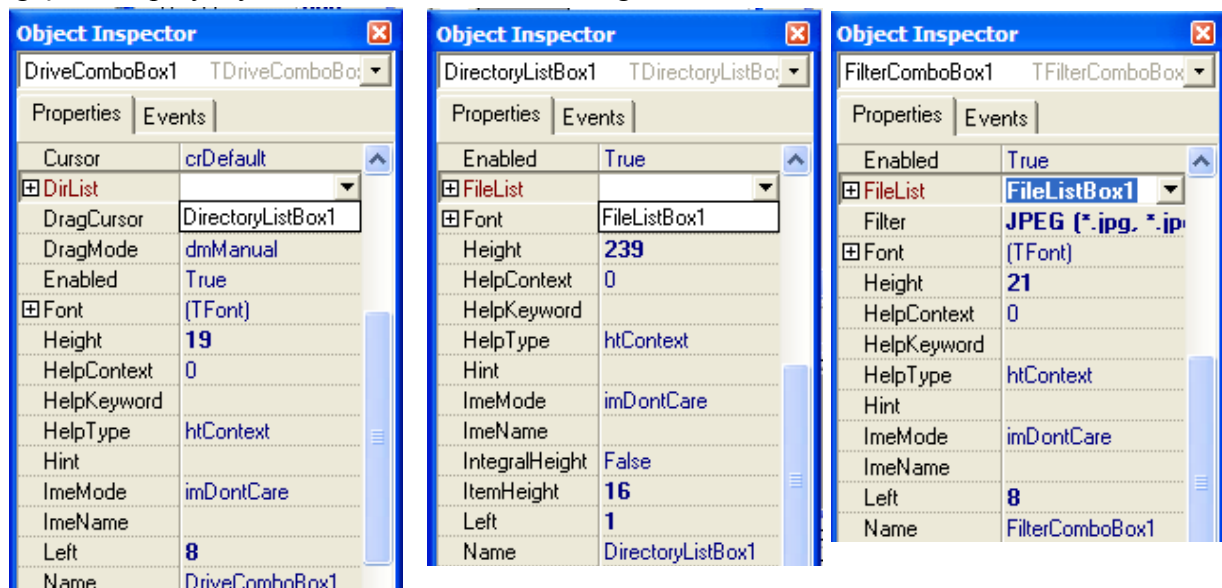 Object Inspector
DriveComboBox1 TDriveComboBo
Properties Events
Cursor crDefault
DirList
DragCursor DirectoryListBox1
DragMode dmManual
Enabled True
Font (TFont)
Height 19
HelpContext 0
HelpKeyword
HelpType htContext
Hint
ImeMode imDontCare
ImeName
Left 8
Name DriveComboBox1
Object Inspector
DirectoryListBox1 TDirectoryListBo
Properties Events
Enabled True
FileList
Font FileListBox1
Height 239
HelpContext 0
HelpKeyword
HelpType htContext
Hint
ImeMode imDontCare
ImeName
IntegralHeight False
ItemHeight 16
Left 1
Name DirectoryListBox1
Object Inspector
FilterComboBox1 TFilterComboBox
Properties Events
Enabled True
FileList FileListBox1
Filter JPEG (*.jpg, *.jp
Font (TFont)
Height 21
HelpContext 0
HelpKeyword
HelpType htContext
Hint
ImeMode imDontCare
ImeName
Left 8
Name FilterComboBox1